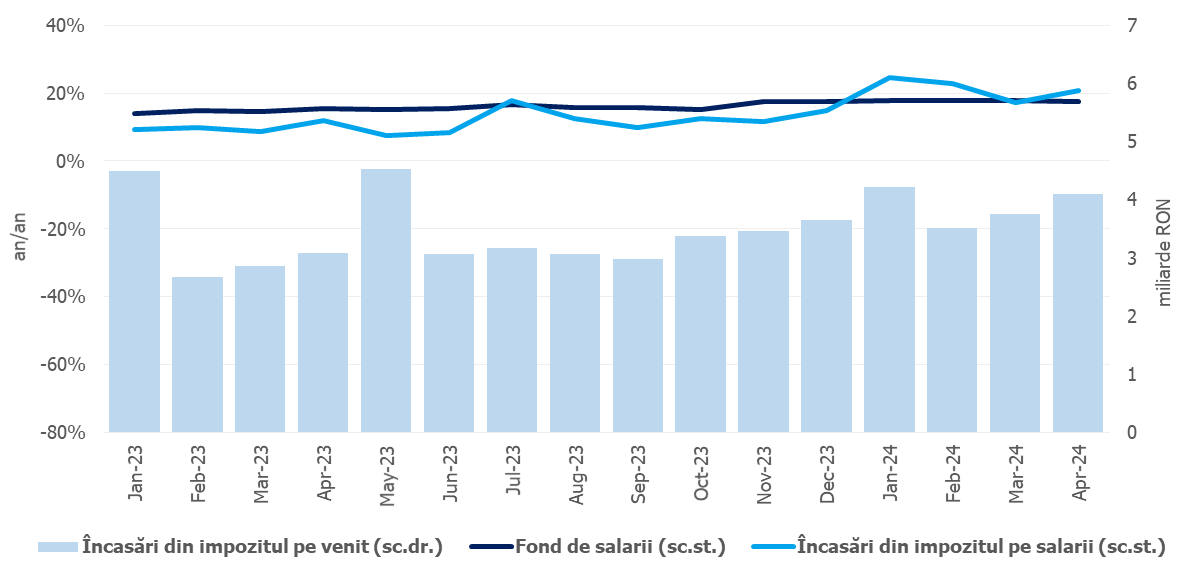 40%
20%
0%
-20%
-40%
-60%
-80%
an/an
7
6
5
4
3
2
1
0
miliarde RON
Jan-23
Feb-23
Mar-23
Apr-23
May-23
Jun-23
Jul-23
Aug-23
Sep-23
Oct-23
Nov-23
Dec-23
Jan-24
Feb-24
Mar-24
Apr-24
Încasări din impozitul pe venit (sc.dr.)
Fond de salarii (sc.st.)
Încasări din impozitul pe salarii (sc.st.)